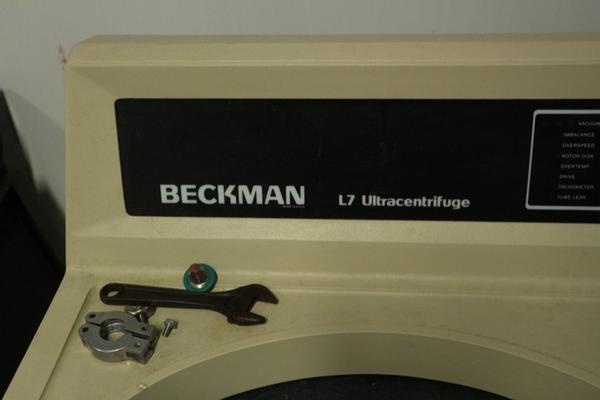 BECKMAN
L7 Ultracentrifuge
VACUUM
IMBALANCE
OVERSPEED
ROTOR DISK
OVERTEMP
DRIVE
TACHOMETER
TUBE LEAK